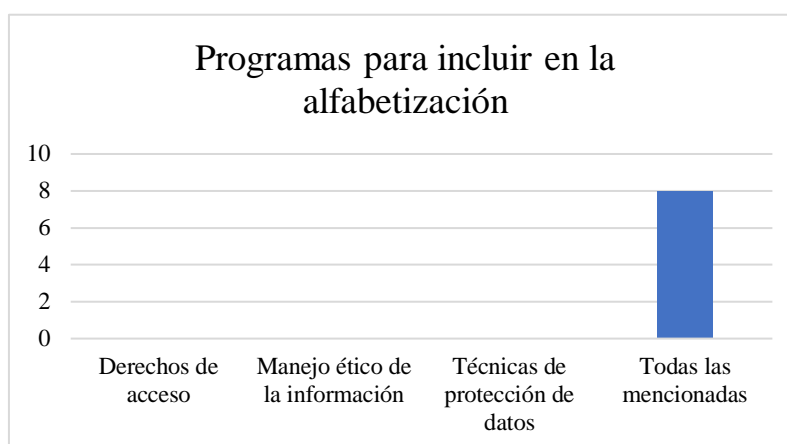 Programas para incluir en la
alfabetización
10
8
6
4
2
0
Derechos de
acceso
Manejo ético de
la información
Técnicas de
protección de
datos
Todas las
mencionadas